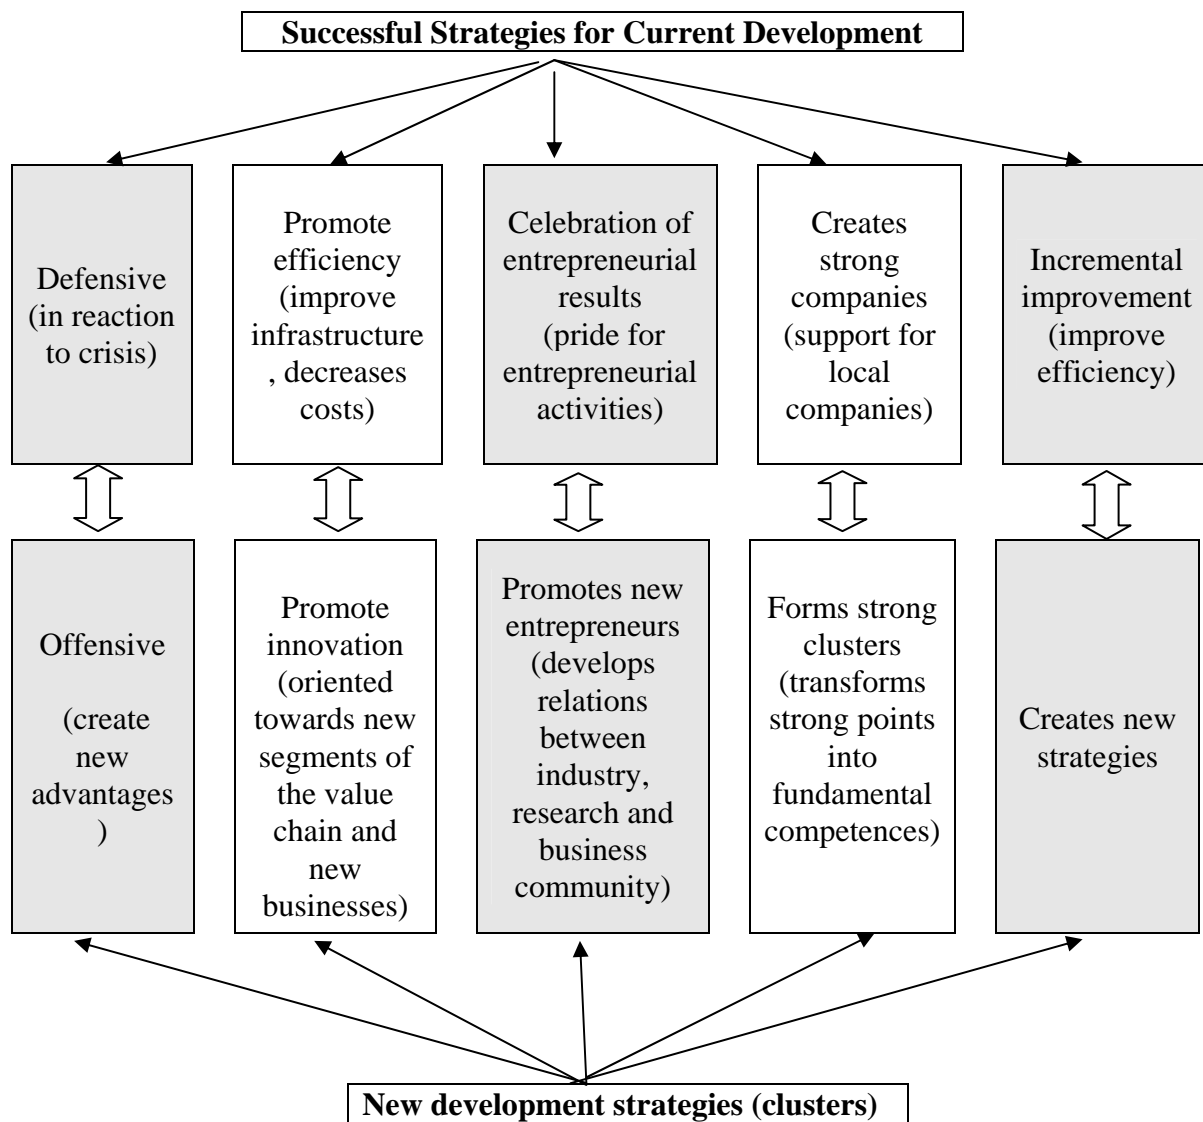 Successful Strategies for Current Development
Defensive
(in reaction
to crisis)
Promote
efficiency
(improve
infrastructure
, decreases
costs)
Celebration of
entrepreneurial
results
(pride for
entrepreneurial
activities)
Creates
strong
companies
(support for
local
companies)
Incremental
improvement
(improve
efficiency)
Offensive
(create
new
advantages
)
Promote
innovation
(oriented
towards new
segments of
the value
chain and
new
businesses)
Promotes new
entrepreneurs
(develops
relations
between
industry,
research and
business
community)
Forms strong
clusters
(transforms
strong points
into
fundamental
competences)
Creates new
strategies
New development strategies (clusters)